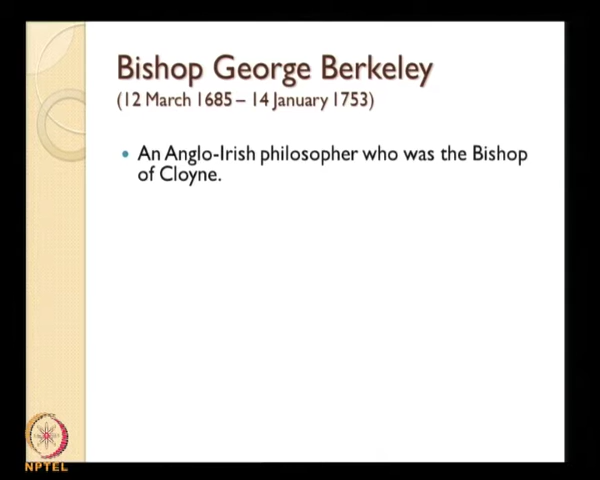 Bishop George Berkeley
(12 March 1685 – 14 January 1753)
• An Anglo-Irish philosopher who was the Bishop
of Cloyne.
NPTEL